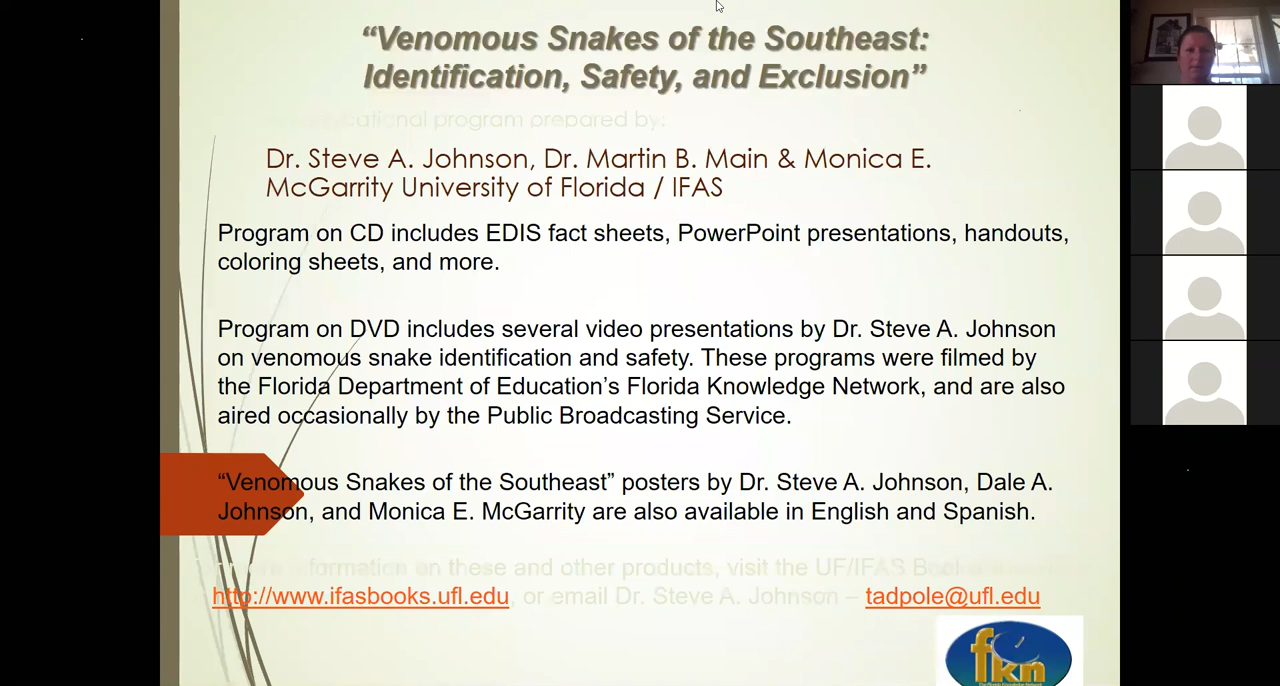 “Venomous Snakes of the Southeast:
Identification, Safety, and Exclusion”
program prepared by:
Dr. Steve A. Johnson, Dr. Martin B. Main & Monica E.
McGarrity University of Florida / IFAS
Program on CD includes EDIS fact sheets, PowerPoint presentations, handouts,
coloring sheets, and more.
Program on DVD includes several video presentations by Dr. Steve A. Johnson
on venomous snake identification and safety. These programs were filmed by
the Florida Department of Education’s Florida Knowledge Network, and are also
aired occasionally by the Public Broadcasting Service.
“Venomous Snakes of the Southeast” posters by Dr. Steve A. Johnson, Dale A.
Johnson, and Monica E. McGarrity are also available in English and Spanish.
information on these and other products, visit the UF/IFAS
http://www.ifasbooks.ufl.edu, or email Dr. Steve A. Johnson – tadpole@ufl.edu
fkn